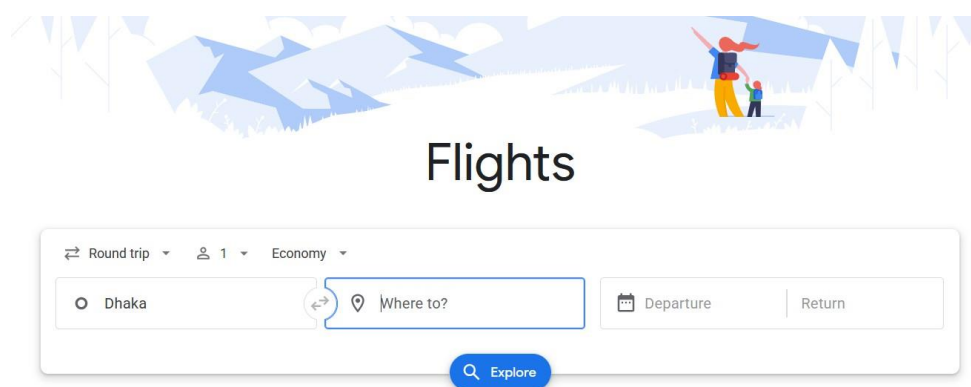 Flights
Round trip 1 Economy
Dhaka Where to? Departure Return
Explore